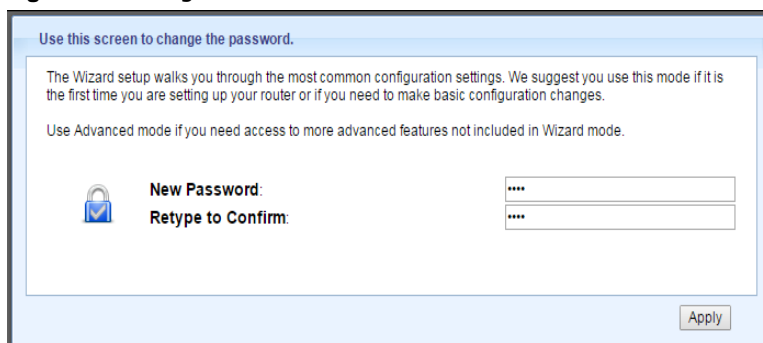 Use this screen to change the password.
The Wizard setup walks you through the most common configuration settings. We suggest you use this mode if it is
the first time you are setting up your router or if you need to make basic configuration changes.
Use Advanced mode if you need access to more advanced features not included in Wizard mode.
New Password: ••••
Retype to Confirm: ••••
Apply